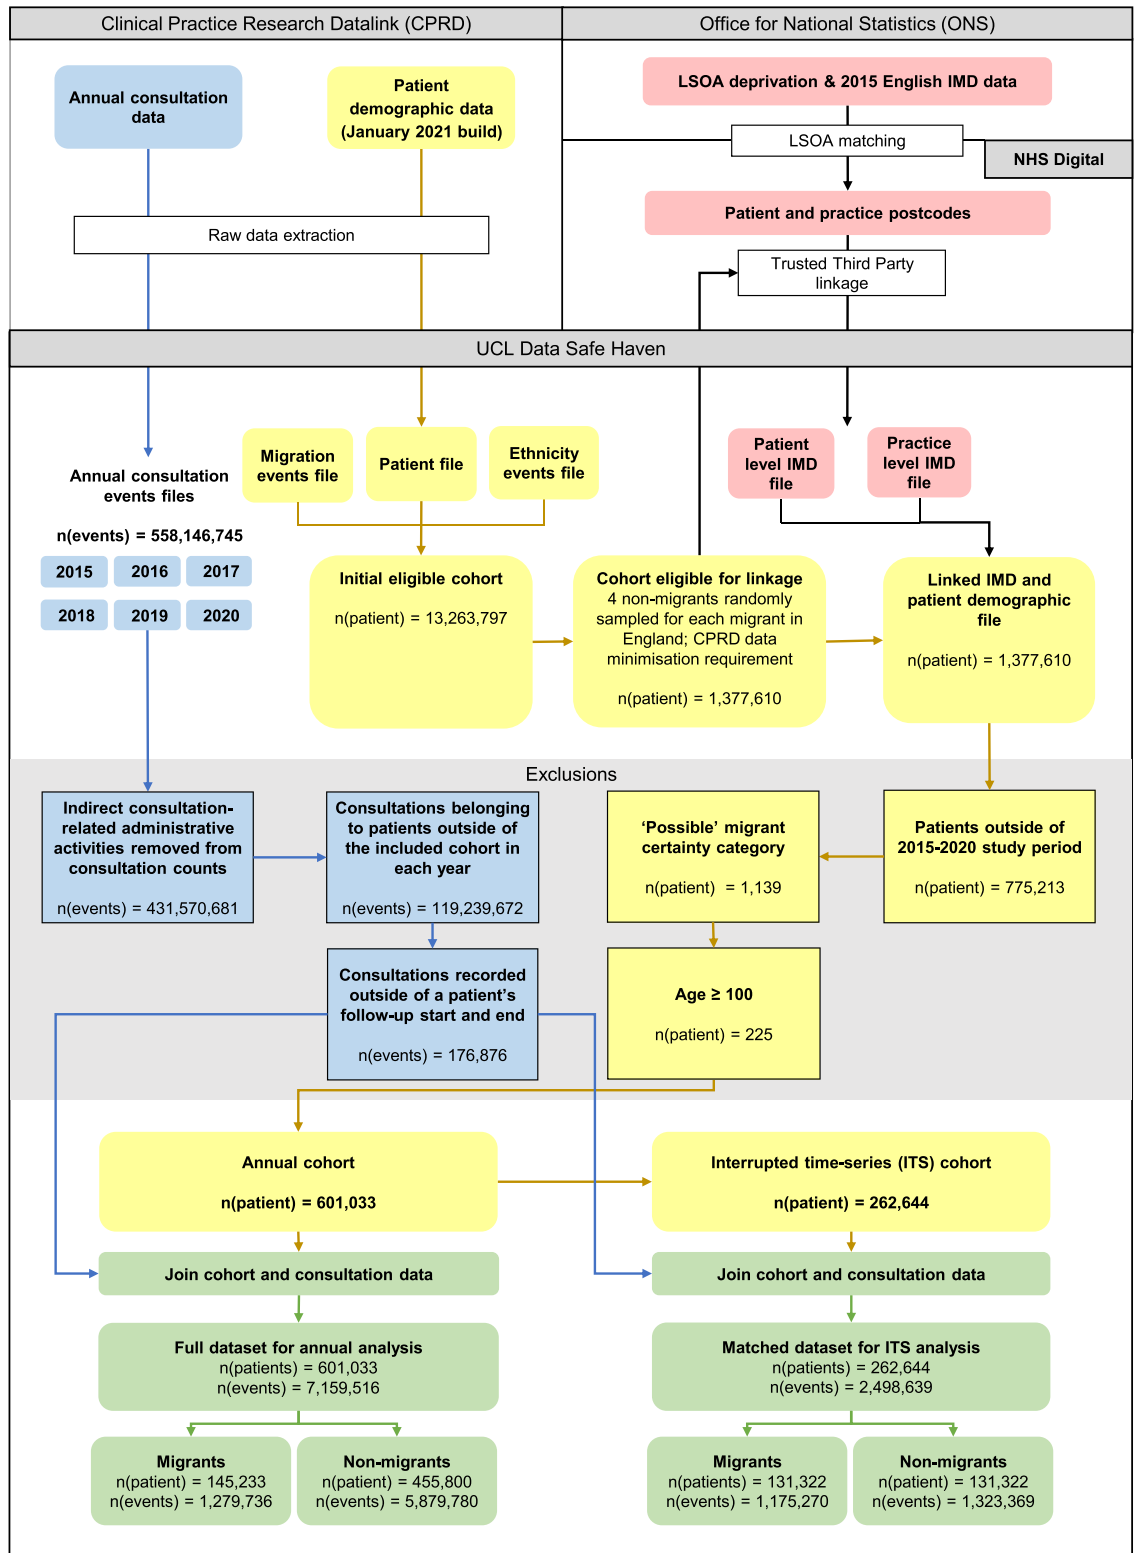 Clinical Practice Research Datalink (CPRD)
Office for National Statistics (ONS)
Annual consultation
data
Patient
demographic data
(January 2021 build)
LSOA deprivation & 2015 English IMD data
LSOA matching
NHS Digital
Patient and practice postcodes
Raw data extraction
Trusted Third Party
linkage
UCL Data Safe Haven
Annual consultation
events files
n(events) = 558,146,745
2015
2016
2017
2018
2019
2020
Migration
events file
Patient file
Ethnicity
events file
Patient
level IMD
file
Practice
level IMD
file
Initial eligible cohort
n(patient) = 13,263,797
Cohort eligible for linkage
4 non-migrants randomly
sampled for each migrant in
England; CPRD data
minimisation requirement
n(patient) = 1,377,610
Linked IMD and
patient demographic
file
n(patient) = 1,377,610
Exclusions
Indirect consultation-
related administrative
activities removed from
consultation counts
n(events) = 431,570,681
Consultations belonging
to patients outside of
the included cohort in
each year
n(events) = 119,239,672
‘Possible’ migrant
certainty category
n(patient) = 1,139
Patients outside of
2015-2020 study period
n(patient) = 775,213
Consultations recorded
outside of a patient’s
follow-up start and end
n(events) = 176,876
Age ≥ 100
n(patient) = 225
Annual cohort
n(patient) = 601,033
Interrupted time-series (ITS) cohort
n(patient) = 262,644
Join cohort and consultation data
Join cohort and consultation data
Full dataset for annual analysis
n(patients) = 601,033
n(events) = 7,159,516
Matched dataset for ITS analysis
n(patients) = 262,644
n(events) = 2,498,639
Migrants
n(patient) = 145,233
n(events) = 1,279,736
Non-migrants
n(patient) = 455,800
n(events) = 5,879,780
Migrants
n(patients) = 131,322
n(events) = 1,175,270
Non-migrants
n(patient) = 131,322
n(events) = 1,323,369